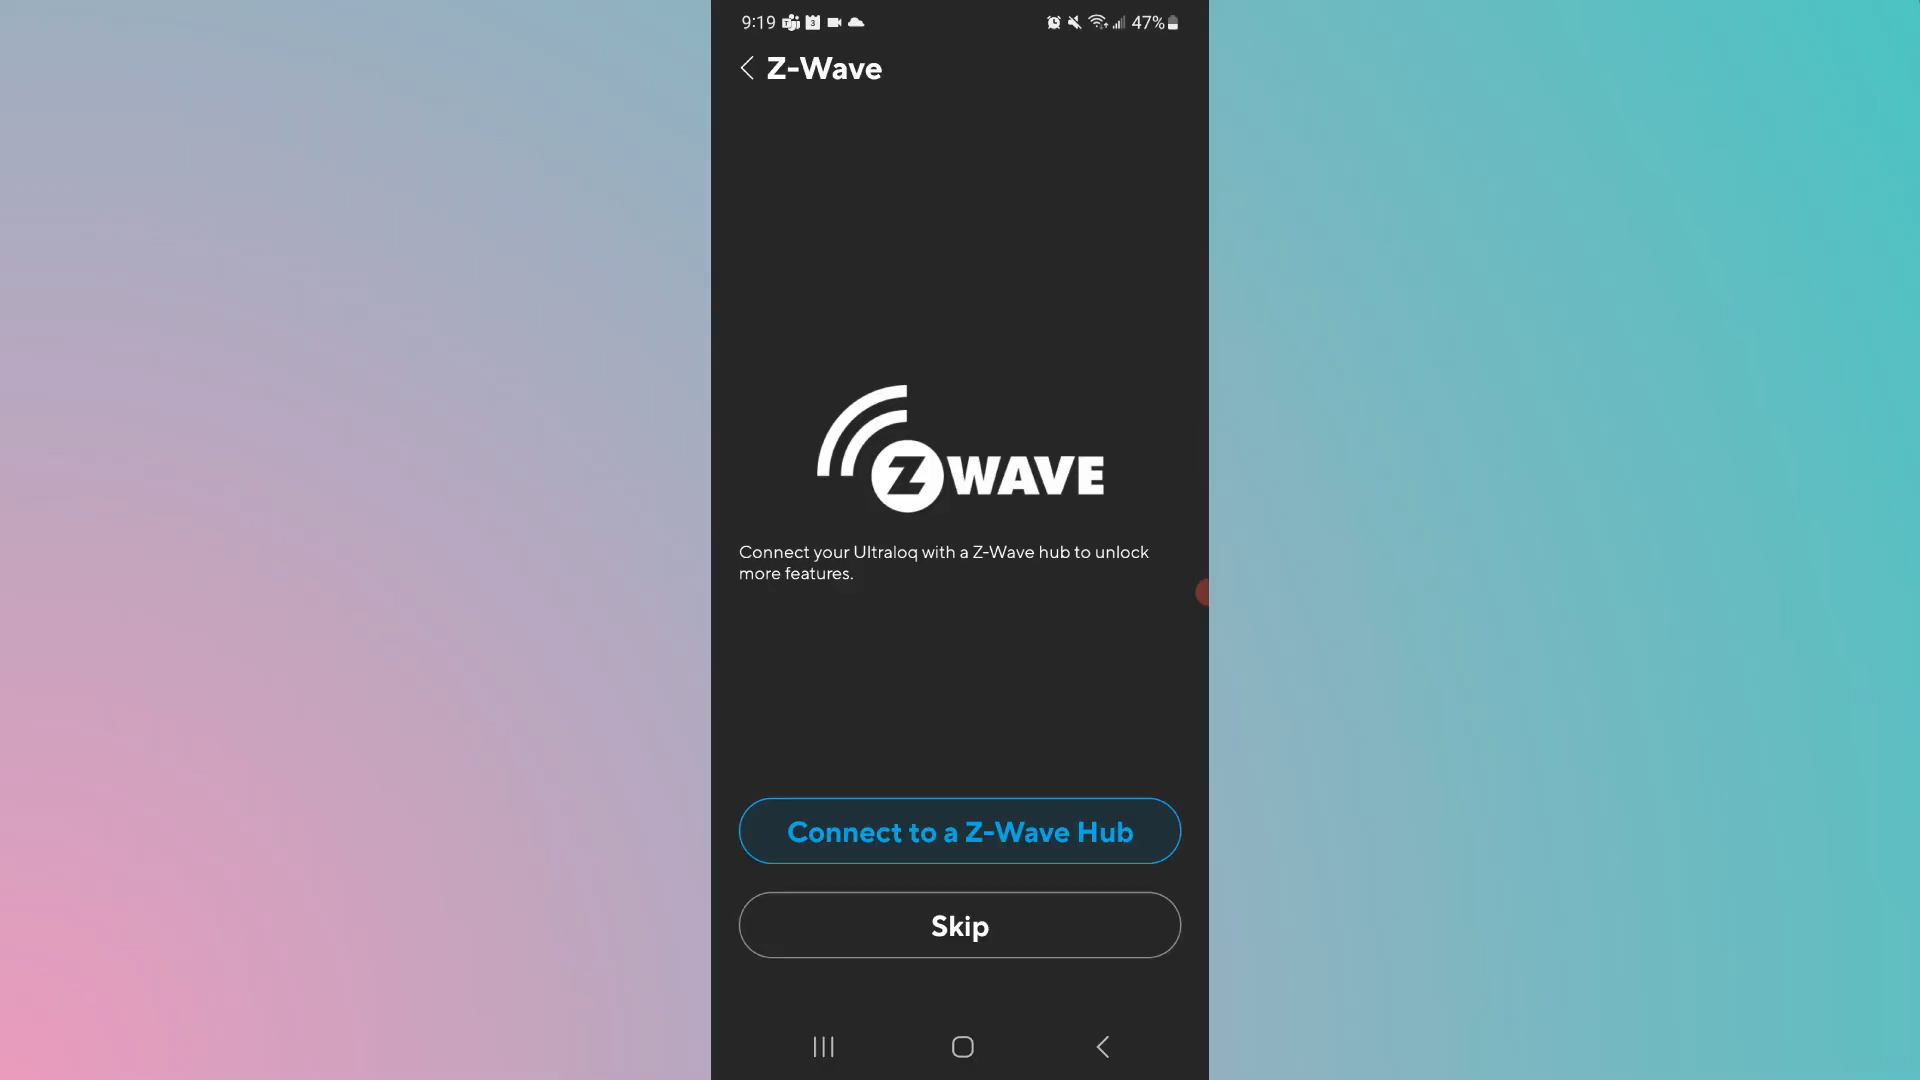 9:19
47%
Z-Wave
Z WAVE
Connect your Ultraloq with a Z-Wave hub to unlock
more features.
Connect to a Z-Wave Hub
Skip